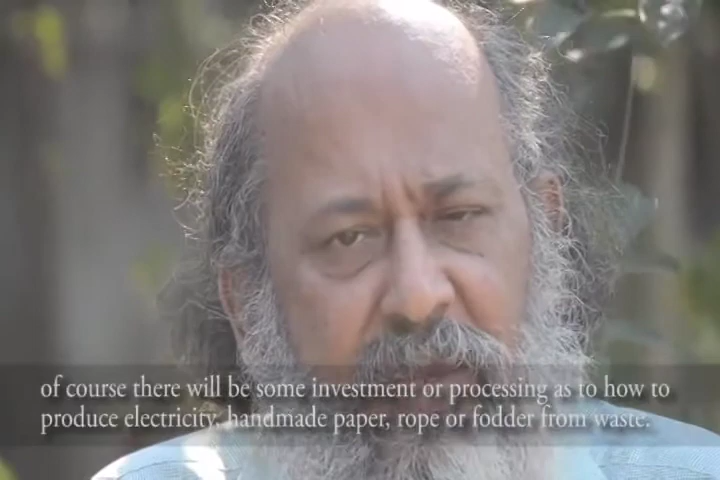 of course there will be some investment or processing as to how to
produce electricity, handmade paper, rope or fodder from waste.